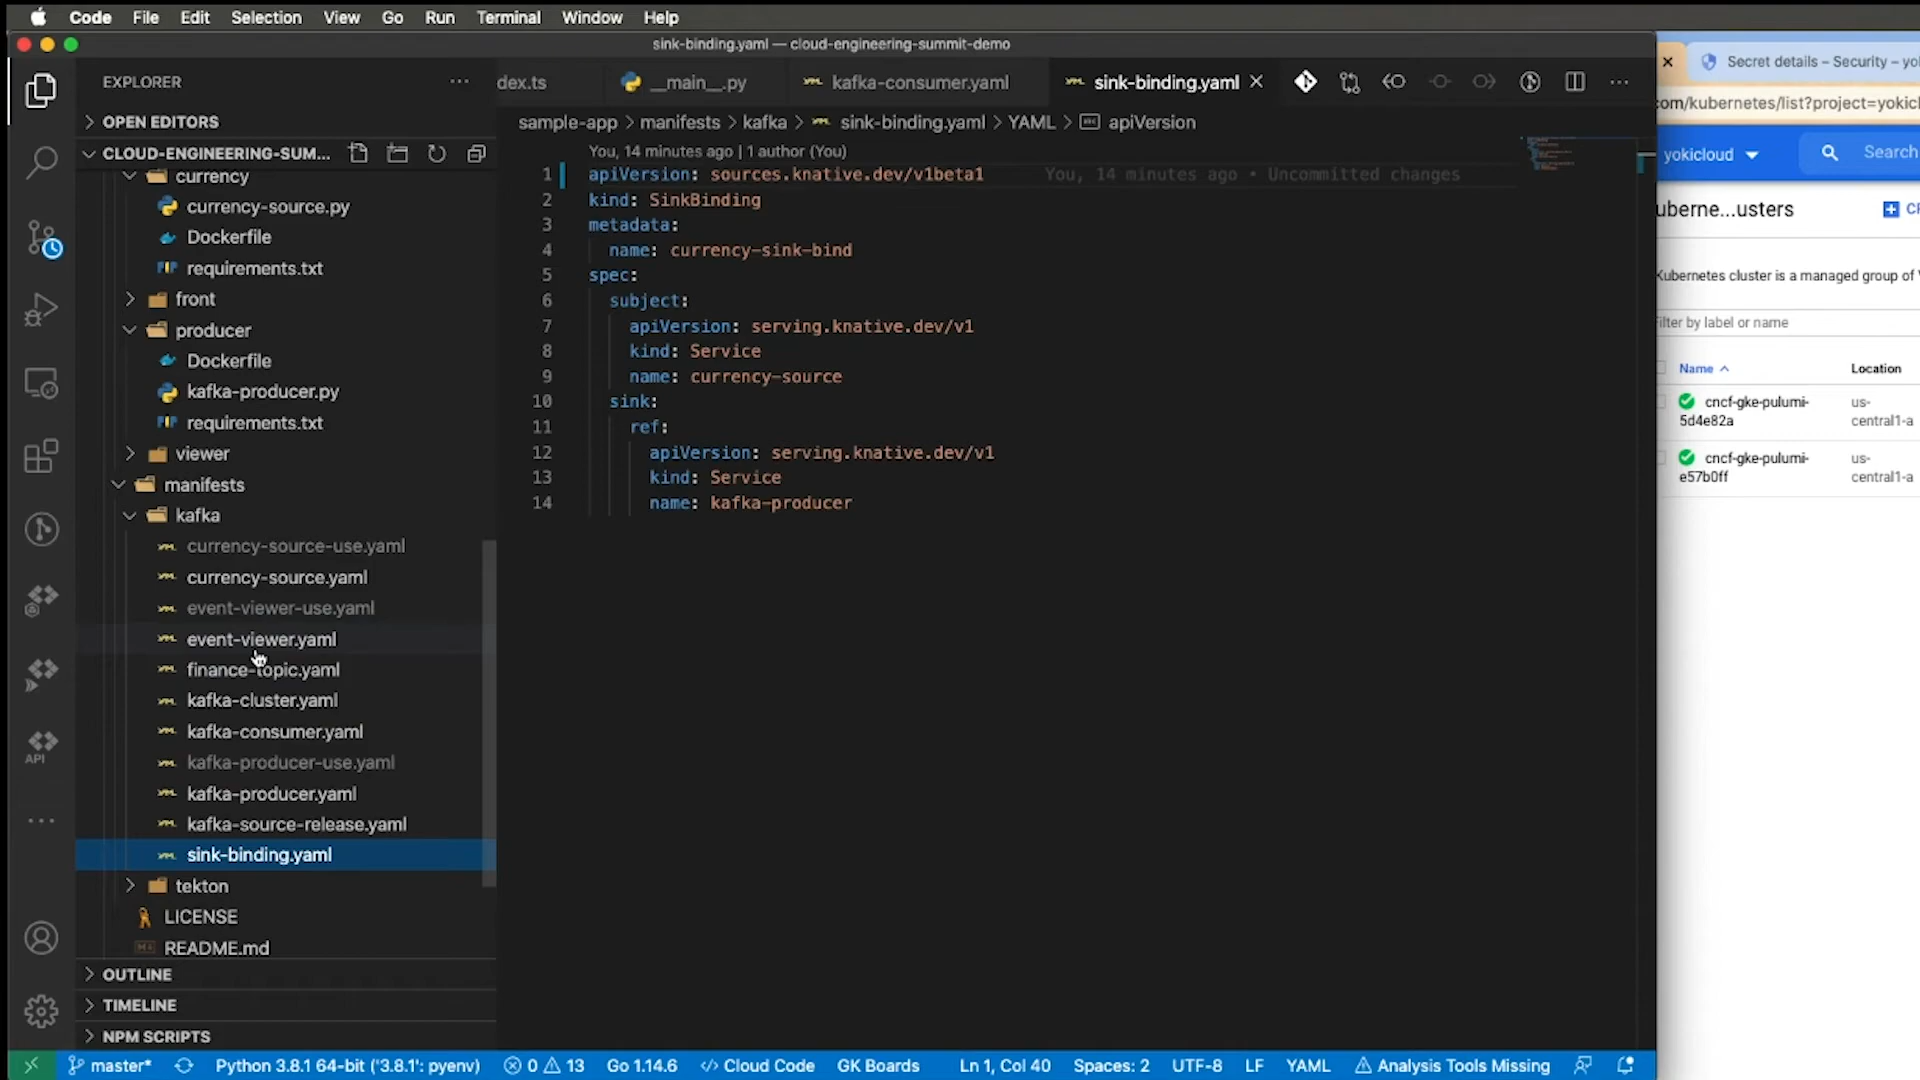 Code File Edit Selection View Go Run Terminal Window Help
sink-binding.yaml — cloud-engineering-summit-demo
EXPLORER
OPEN EDITORS
CLOUD-ENGINEERING-SUM...
currency
currency-source.py
Dockerfile
requirements.txt
front
producer
Dockerfile
kafka-producer.py
requirements.txt
viewer
manifests
kafka
currency-source-use.yaml
currency-source.yaml
event-viewer-use.yaml
event-viewer.yaml
finance-topic.yaml
kafka-cluster.yaml
kafka-consumer.yaml
kafka-producer-use.yaml
kafka-producer.yaml
kafka-source-release.yaml
sink-binding.yaml
tekton
LICENSE
README.md
OUTLINE
TIMELINE
NPM SCRIPTS
API
dex.ts __main__.py kafka-consumer.yaml sink-binding.yaml
sample-app > manifests > kafka > sink-binding.yaml > YAML > apiVersion
You, 14 minutes ago | 1 author (You)
1 apiVersion: sources.knative.dev/v1beta1 You, 14 minutes ago • Uncommitted changes
2 kind: SinkBinding
3 metadata:
4 name: currency-sink-bind
5 spec:
6 subject:
7 apiVersion: serving.knative.dev/v1
8 kind: Service
9 name: currency-source
10 sink:
11 ref:
12 apiVersion: serving.knative.dev/v1
13 kind: Service
14 name: kafka-producer
master* Python 3.8.1 64-bit ('3.8.1': pyenv) 0 13 Go 1.14.6 Cloud Code GK Boards Ln 1, Col 40 Spaces: 2 UTF-8 LF YAML Analysis Tools Missing
Secret details – Security – yo
om/kubernetes/list?project=yokicl
yokicloud Search
uberne...usters
Kubernetes cluster is a managed group of
ilter by label or name
Name Location
cncf-gke-pulumi-5d4e82a us-central1-a
cncf-gke-pulumi-e57b0ff us-central1-a